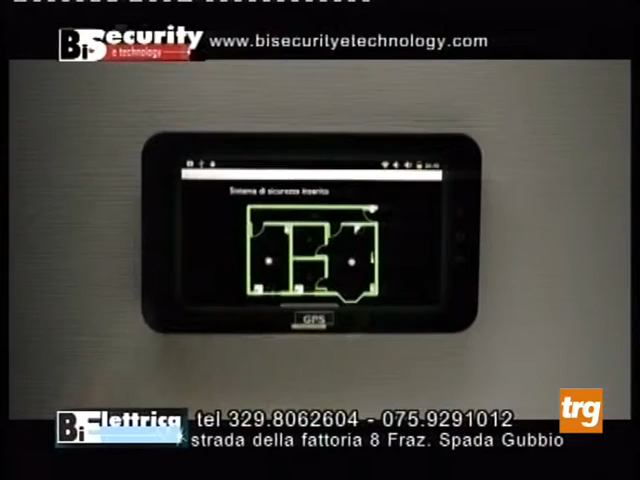 BiSecurity
e technology
www.bisecurityetechnology.com
Sistema di sicurezza inserito
GPS
BiElettrica
tel 329.8062604 - 075.9291012
strada della fattoria 8 Fraz. Spada Gubbio
trg